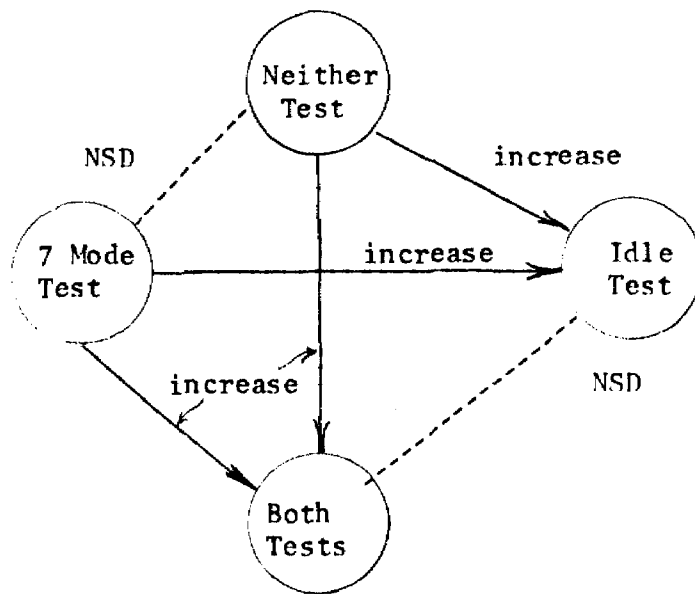 Neither
Test
NSD
increase
7 Mode
Test
increase
Idle
Test
increase
NSD
Both
Tests